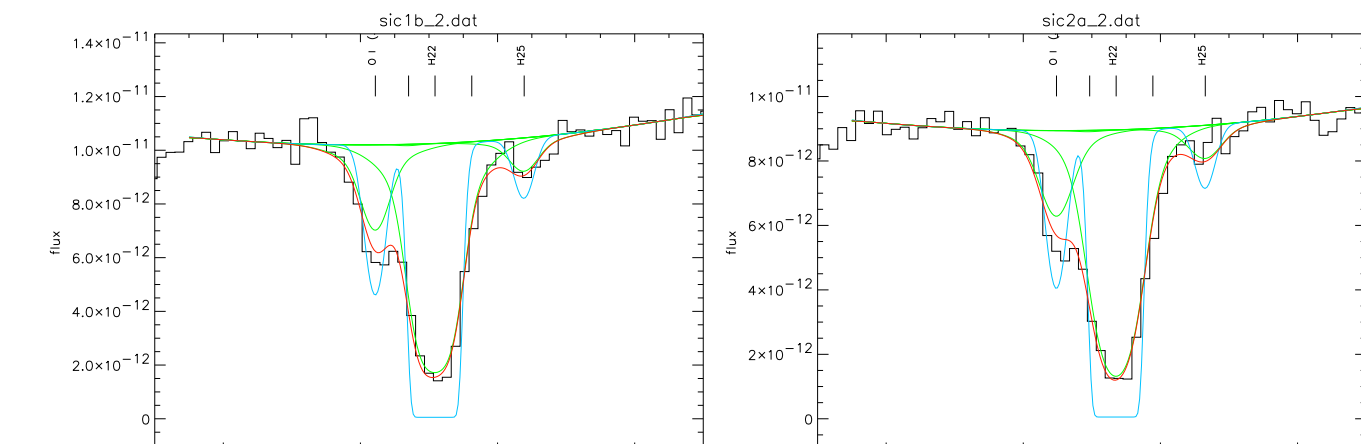 sic1b_2.dat
1.4×10−11
1.2×10−11
1.0×10−11
8.0×10−12
6.0×10−12
4.0×10−12
2.0×10−12
0
flux
O I (
H22
H25
sic2a_2.dat
1×10−11
8×10−12
6×10−12
4×10−12
2×10−12
0
flux
O I (
H22
H25